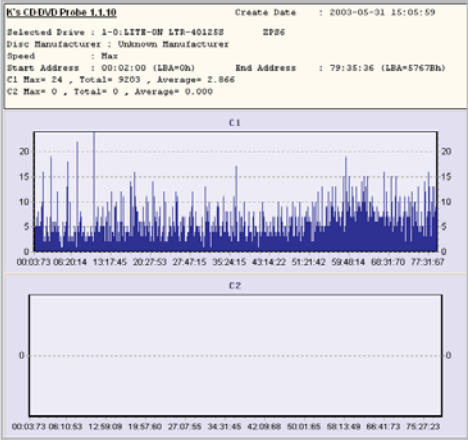 K's CD-DVD Probe 1.1.10 Create Date : 2003-05-31 15:05:59
Selected Drive : 1-0:LITE-ON LTR-40125S ZPS6
Disc Manufacturer : Unknown Manufacturer
Speed : Max
Start Address : 00:02:00 (LBA=0h) End Address : 79:35:36 (LBA=5767Bh)
C1 Max= 24 , Total= 9203 , Average= 2.866
C2 Max= 0 , Total= 0 , Average= 0.000
C1
20 20
15 15
10 10
5 5
0 0
00:03:73 06:20:14 13:17:45 20:27:53 27:47:15 35:24:15 43:14:22 51:21:42 59:48:14 68:31:70 77:31:67
C2
0 0
00:03:73 06:10:53 12:59:09 19:57:60 27:07:55 34:31:45 42:09:68 50:01:65 58:13:49 66:41:73 75:27:23